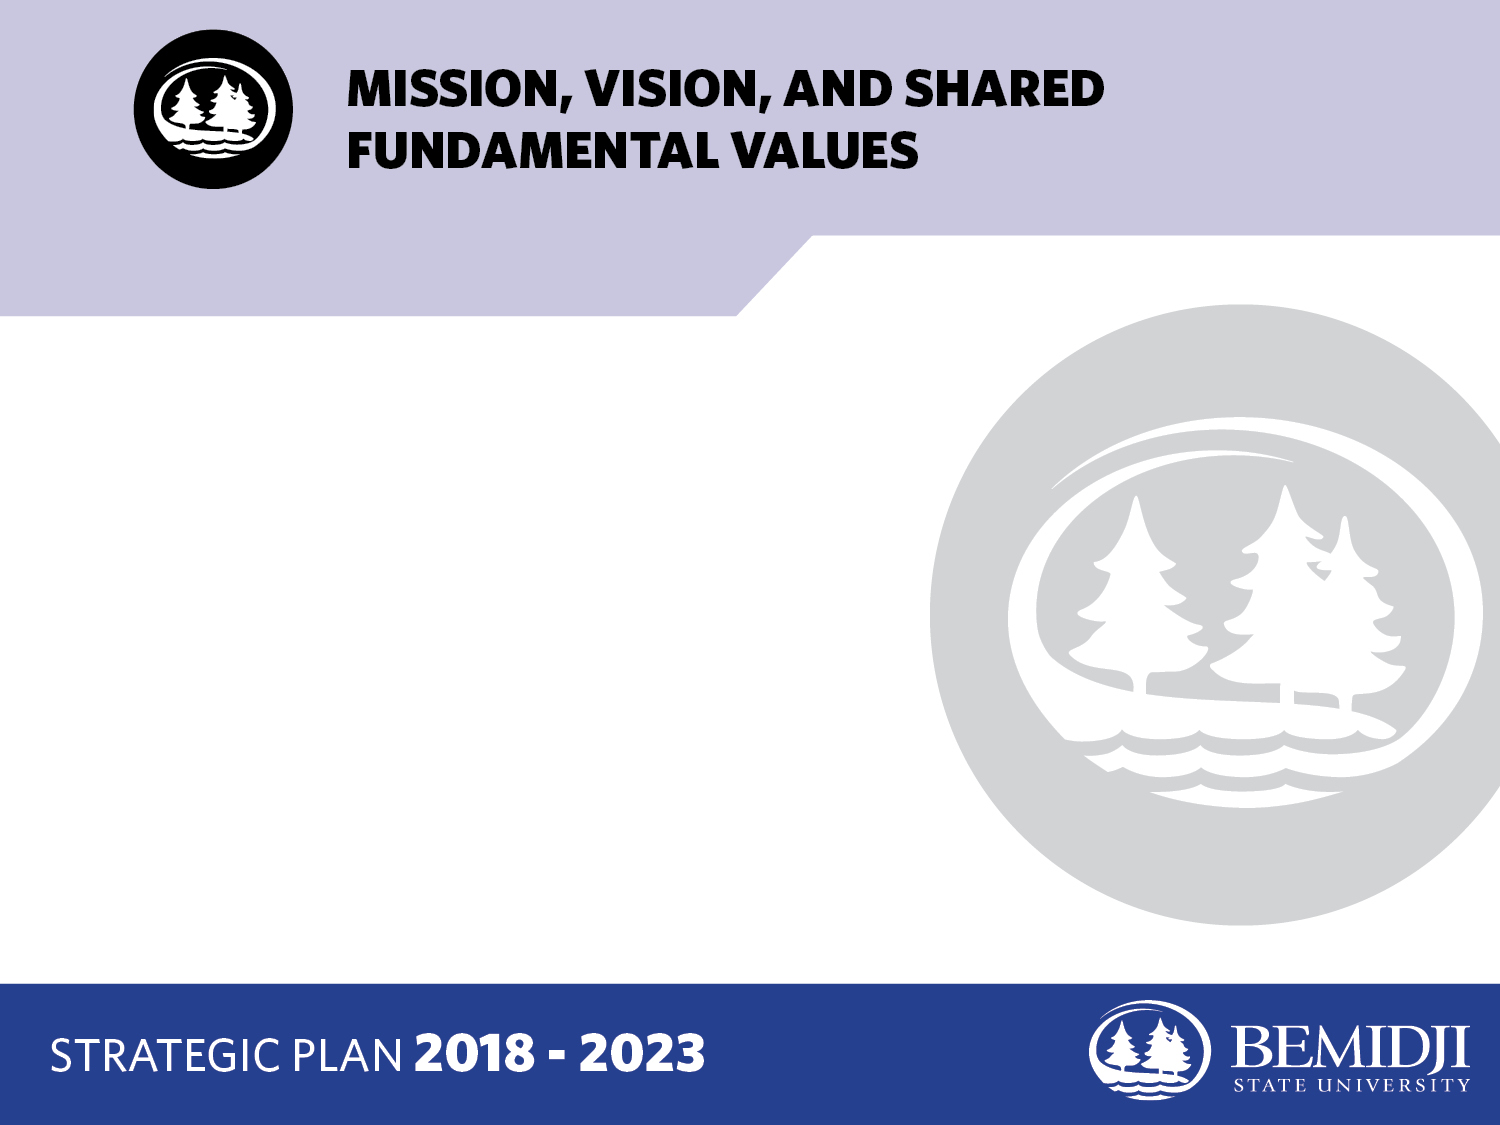 MISSION, VISION, AND SHARED
FUNDAMENTAL VALUES
STRATEGIC PLAN 2018 - 2023
BEMIDJI
STATE UNIVERSITY